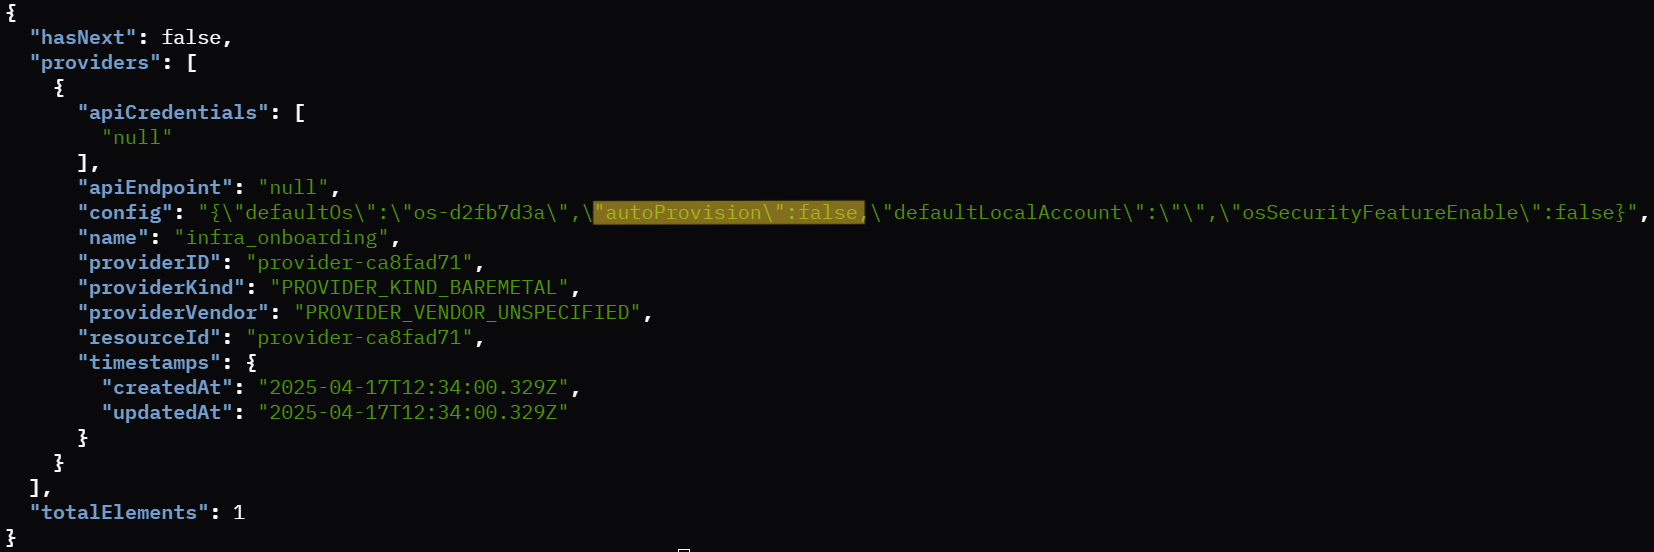 {
"hasNext": false,
"providers": [
{
"apiCredentials": [
"null"
],
"apiEndpoint": "null",
"config": "{\"defaultOs\":\"os-d2fb7d3a\",\"autoProvision\":false,\"defaultLocalAccount\":\"\",\"osSecurityFeatureEnable\":false}",
"name": "infra_onboarding",
"providerID": "provider-ca8fad71",
"providerKind": "PROVIDER_KIND_BAREMETAL",
"providerVendor": "PROVIDER_VENDOR_UNSPECIFIED",
"resourceId": "provider-ca8fad71",
"timestamps": {
"createdAt": "2025-04-17T12:34:00.329Z",
"updatedAt": "2025-04-17T12:34:00.329Z"
}
}
],
"totalElements": 1
}